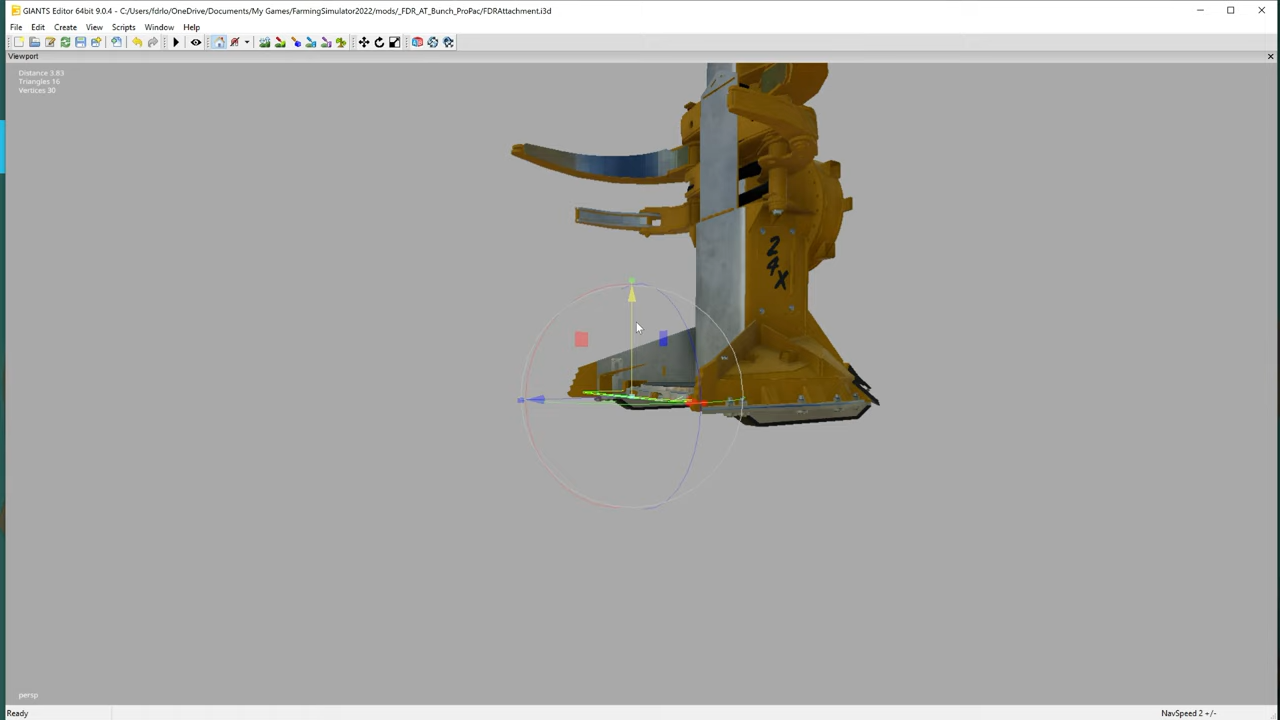 GIANTS Editor 64bit 9.0.4 - C:/Users/fdrlo/OneDrive/Documents/My Games/FarmingSimulator2022/mods/_FDR_AT_Bunch_ProPac/FDRAttachment.i3d
File Edit Create View Scripts Window Help
Viewport
Distance 3.83
Triangles 16
Vertices 30
24X
persp
Ready
NavSpeed 2 +/-